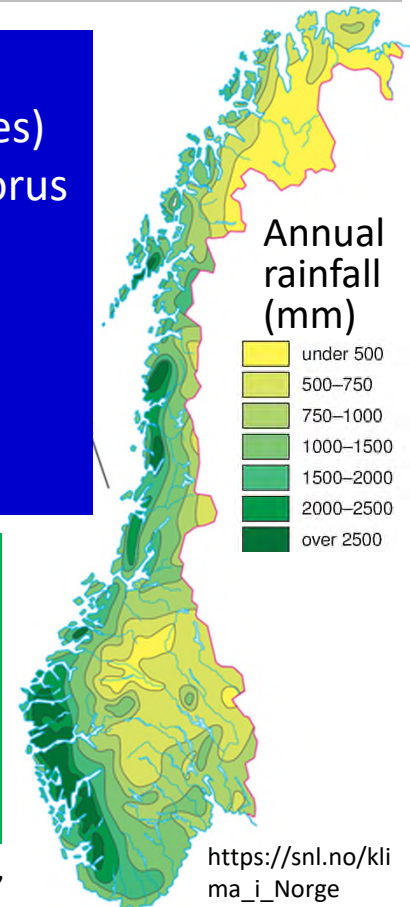 es)
orus
Annual
rainfall
(mm)
under 500
500–750
750–1000
1000–1500
1500–2000
2000–2500
over 2500
https://snl.no/kli
ma_i_Norge